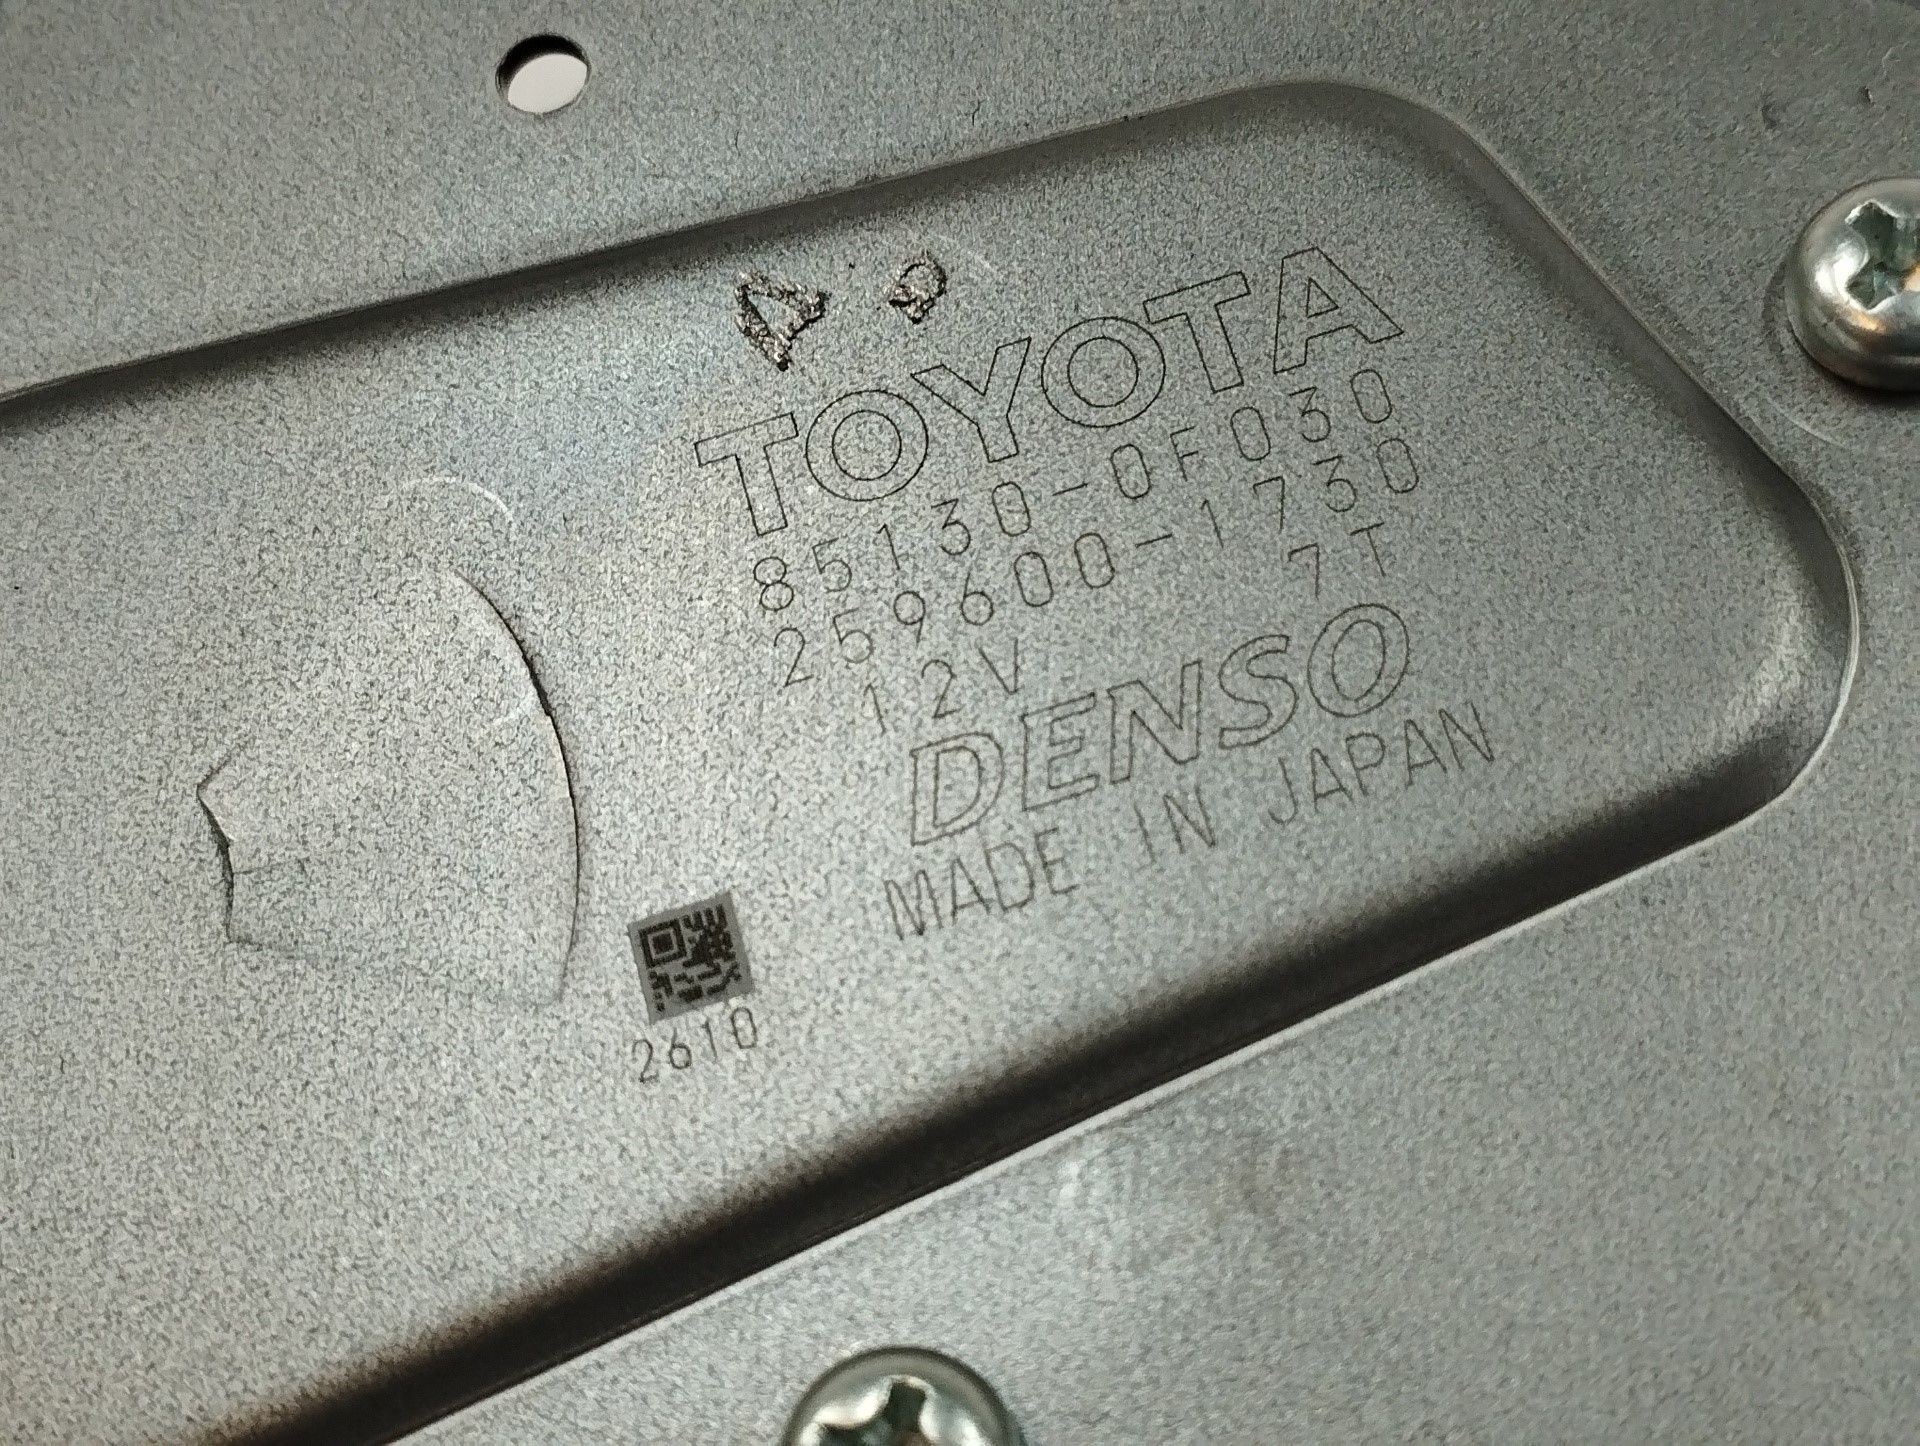 TOYOTA
85130-0F030
259600-1730
12V 7T
DENSO
MADE IN JAPAN
2610